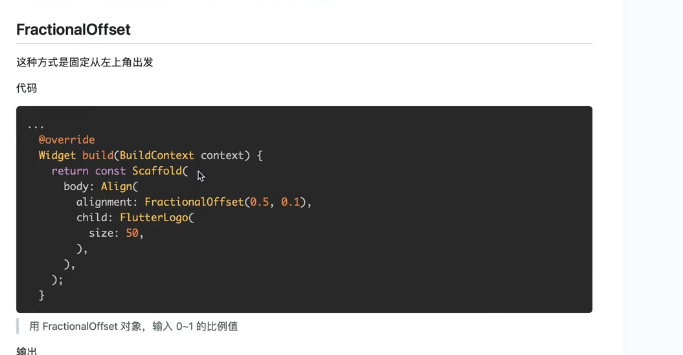 FractionalOffset
这种方式是固定从左上角出发
代码
...
@override
Widget build(BuildContext context) {
return const Scaffold(
body: Align(
alignment: FractionalOffset(0.5, 0.1),
child: FlutterLogo(
size: 50,
),
),
);
}
用 FractionalOffset 对象，输入 0~1 的比例值
输出